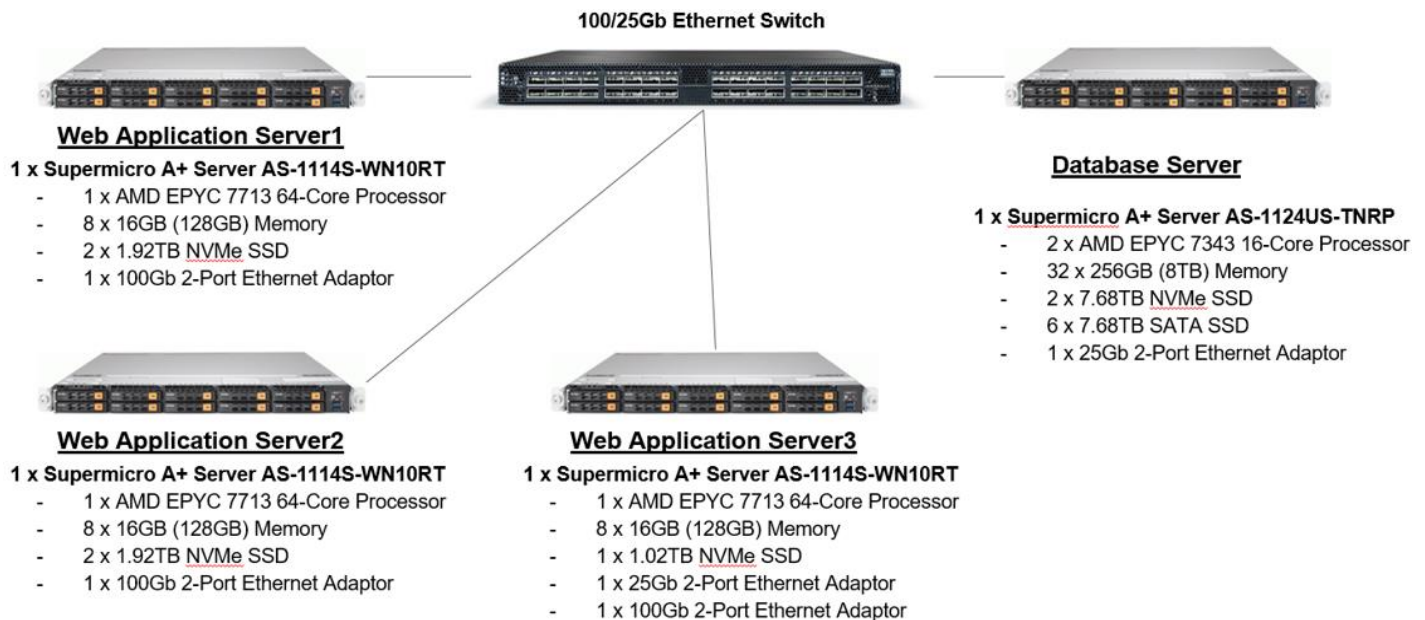 100/25Gb Ethernet Switch
Web Application Server1
1 x Supermicro A+ Server AS-1114S-WN10RT
- 1 x AMD EPYC 7713 64-Core Processor
- 8 x 16GB (128GB) Memory
- 2 x 1.92TB NVMe SSD
- 1 x 100Gb 2-Port Ethernet Adaptor
Database Server
1 x Supermicro A+ Server AS-1124US-TNRP
- 2 x AMD EPYC 7343 16-Core Processor
- 32 x 256GB (8TB) Memory
- 2 x 7.68TB NVMe SSD
- 6 x 7.68TB SATA SSD
- 1 x 25Gb 2-Port Ethernet Adaptor
Web Application Server2
1 x Supermicro A+ Server AS-1114S-WN10RT
- 1 x AMD EPYC 7713 64-Core Processor
- 8 x 16GB (128GB) Memory
- 2 x 1.92TB NVMe SSD
- 1 x 100Gb 2-Port Ethernet Adaptor
Web Application Server3
1 x Supermicro A+ Server AS-1114S-WN10RT
- 1 x AMD EPYC 7713 64-Core Processor
- 8 x 16GB (128GB) Memory
- 1 x 1.02TB NVMe SSD
- 1 x 25Gb 2-Port Ethernet Adaptor
- 1 x 100Gb 2-Port Ethernet Adaptor